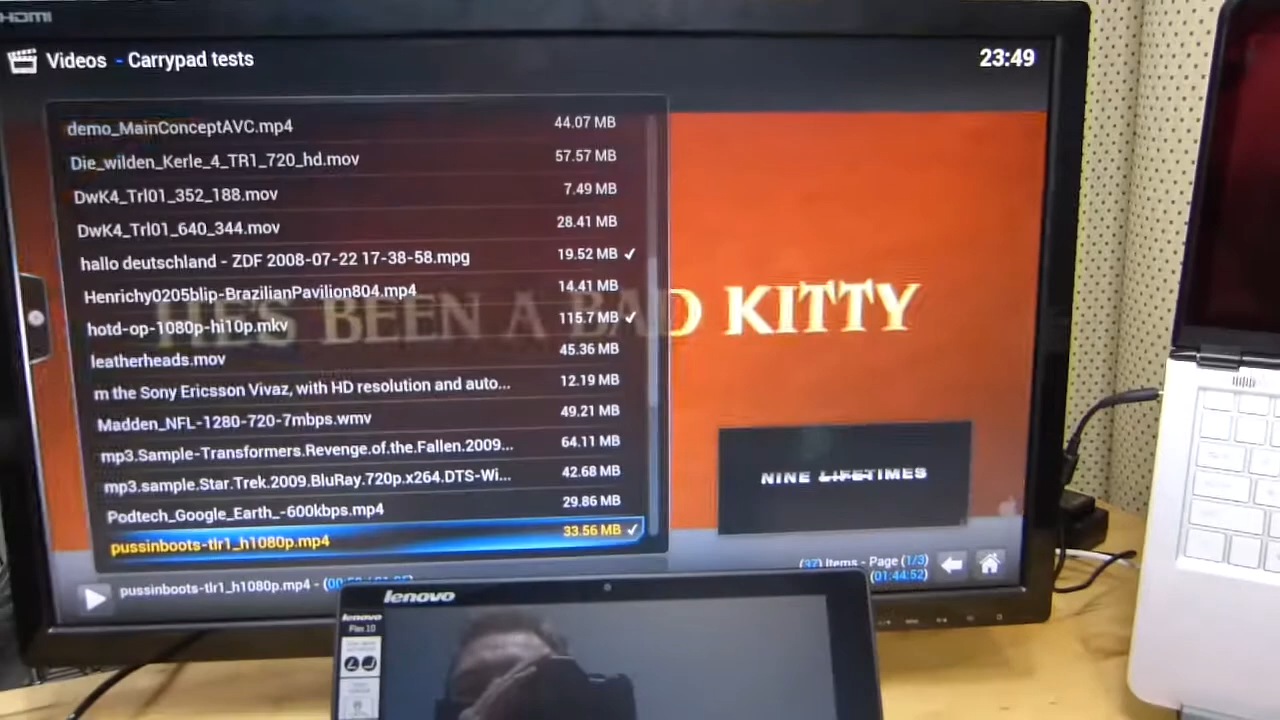 HDMI
Videos - Carrypad tests
23:49
demo_MainConceptAVC.mp4 44.07 MB
Die_wilden_Kerle_4_TR1_720_hd.mov 57.57 MB
DwK4_Trl01_352_188.mov 7.49 MB
DwK4_Trl01_640_344.mov 28.41 MB
hallo deutschland - ZDF 2008-07-22 17-38-58.mpg 19.52 MB ✓
Henrichy0205blip-BrazilianPavilion804.mp4 14.41 MB
hotd-op-1080p-hi10p.mkv 115.7 MB ✓
leatherheads.mov 45.36 MB
m the Sony Ericsson Vivaz, with HD resolution and auto... 12.19 MB
Madden_NFL-1280-720-7mbps.wmv 49.21 MB
mp3.Sample-Transformers.Revenge.of.the.Fallen.2009... 64.11 MB
mp3.sample.Star.Trek.2009.BluRay.720p.x264.DTS-Wi... 42.68 MB
Podtech_Google_Earth_-600kbps.mp4 29.86 MB
pussinboots-tlr1_h1080p.mp4 33.56 MB ✓
HE'S BEEN A BAD KITTY
NINE LIFETIMES
(37) Items - Page (1/3)
pussinboots-tlr1_h1080p.mp4 - (01:44:52)
lenovo
lenovo
Flex 10